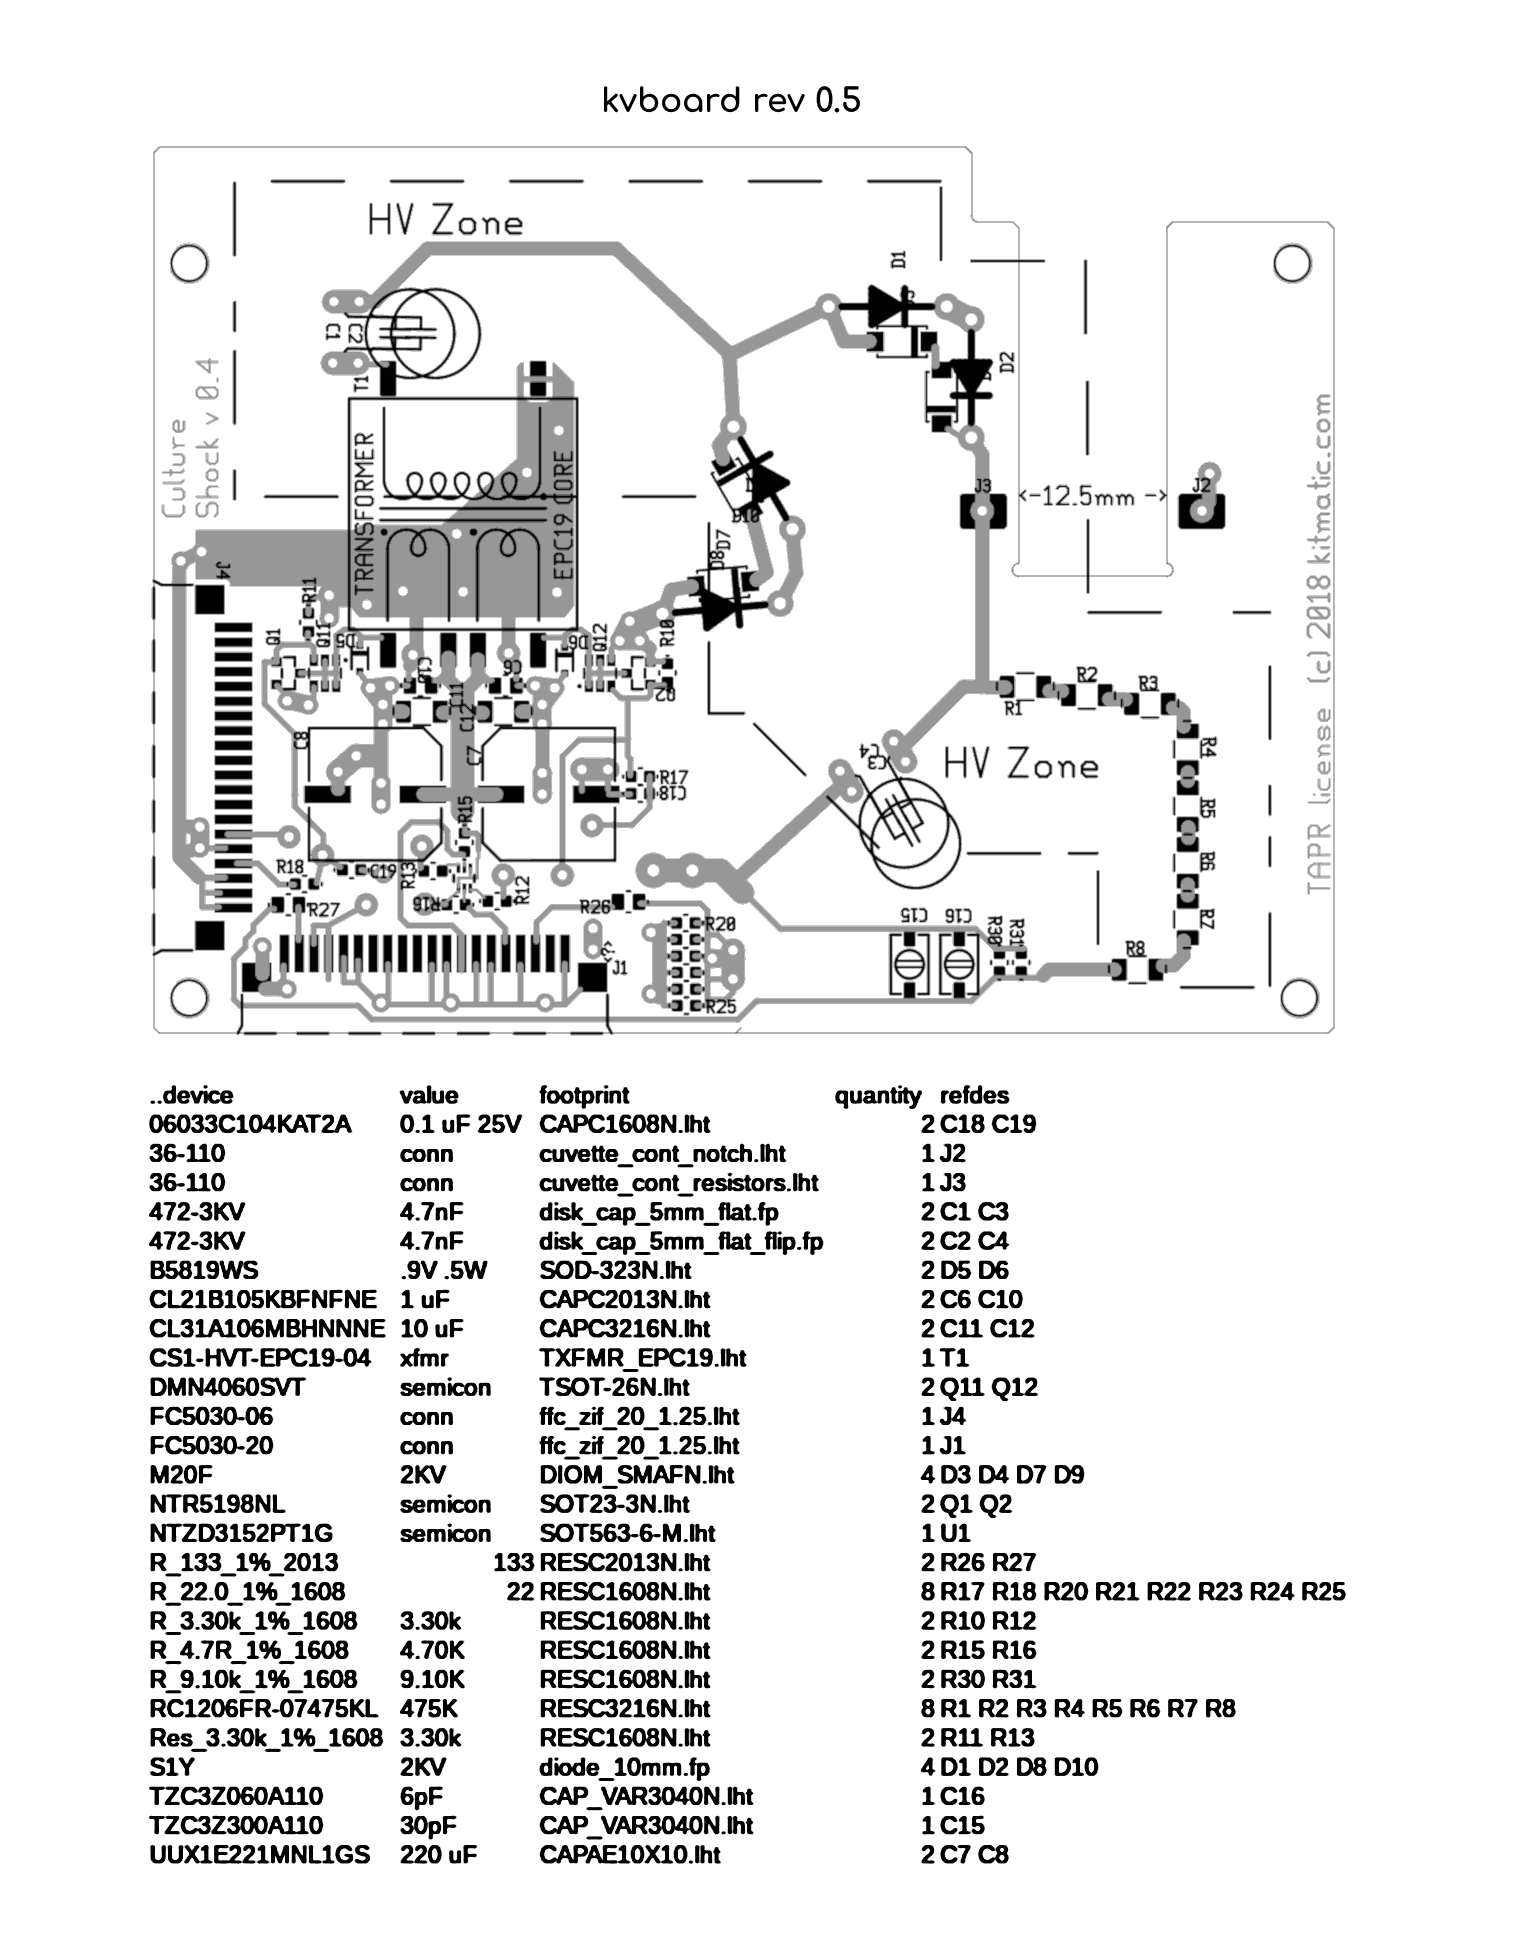 kvboard rev 0.5
HV Zone
D1
C1
C2
T1
D2
Culture
Shock v 0.4
TRANSFORMER
EPC19 CORE
J3
<-12.5mm ->
J2
D10
D8
D7
J4
R11
Q1
Q11
D5
D6
Q12
R10
Q2
C10
C6
C11
C12
C8
C7
R1
R2
R3
R4
R5
R6
R7
R8
C4
C3
HV Zone
TAPR license (c) 2018 kitmatic.com
R17
C18
R15
R18
C19
R13
R27
R16
R12
R26
R20
R25
J1
C15
C16
R30
R31
..device value footprint quantity refdes
06033C104KAT2A 0.1 uF 25V CAPC1608N.lht 2 C18 C19
36-110 conn cuvette_cont_notch.lht 1 J2
36-110 conn cuvette_cont_resistors.lht 1 J3
472-3KV 4.7nF disk_cap_5mm_flat.fp 2 C1 C3
472-3KV 4.7nF disk_cap_5mm_flat_flip.fp 2 C2 C4
B5819WS .9V .5W SOD-323N.lht 2 D5 D6
CL21B105KBFNFNE 1 uF CAPC2013N.lht 2 C6 C10
CL31A106MBHNNNE 10 uF CAPC3216N.lht 2 C11 C12
CS1-HVT-EPC19-04 xfmr TXFMR_EPC19.lht 1 T1
DMN4060SVT semicon TSOT-26N.lht 2 Q11 Q12
FC5030-06 conn ffc_zif_20_1.25.lht 1 J4
FC5030-20 conn ffc_zif_20_1.25.lht 1 J1
M20F 2KV DIOM_SMAFN.lht 4 D3 D4 D7 D9
NTR5198NL semicon SOT23-3N.lht 2 Q1 Q2
NTZD3152PT1G semicon SOT563-6-M.lht 1 U1
R_133_1%_2013 133 RESC2013N.lht 2 R26 R27
R_22.0_1%_1608 22 RESC1608N.lht 8 R17 R18 R20 R21 R22 R23 R24 R25
R_3.30k_1%_1608 3.30k RESC1608N.lht 2 R10 R12
R_4.7R_1%_1608 4.70K RESC1608N.lht 2 R15 R16
R_9.10k_1%_1608 9.10K RESC1608N.lht 2 R30 R31
RC1206FR-07475KL 475K RESC3216N.lht 8 R1 R2 R3 R4 R5 R6 R7 R8
Res_3.30k_1%_1608 3.30k RESC1608N.lht 2 R11 R13
S1Y 2KV diode_10mm.fp 4 D1 D2 D8 D10
TZC3Z060A110 6pF CAP_VAR3040N.lht 1 C16
TZC3Z300A110 30pF CAP_VAR3040N.lht 1 C15
UUX1E221MNL1GS 220 uF CAPAE10X10.lht 2 C7 C8